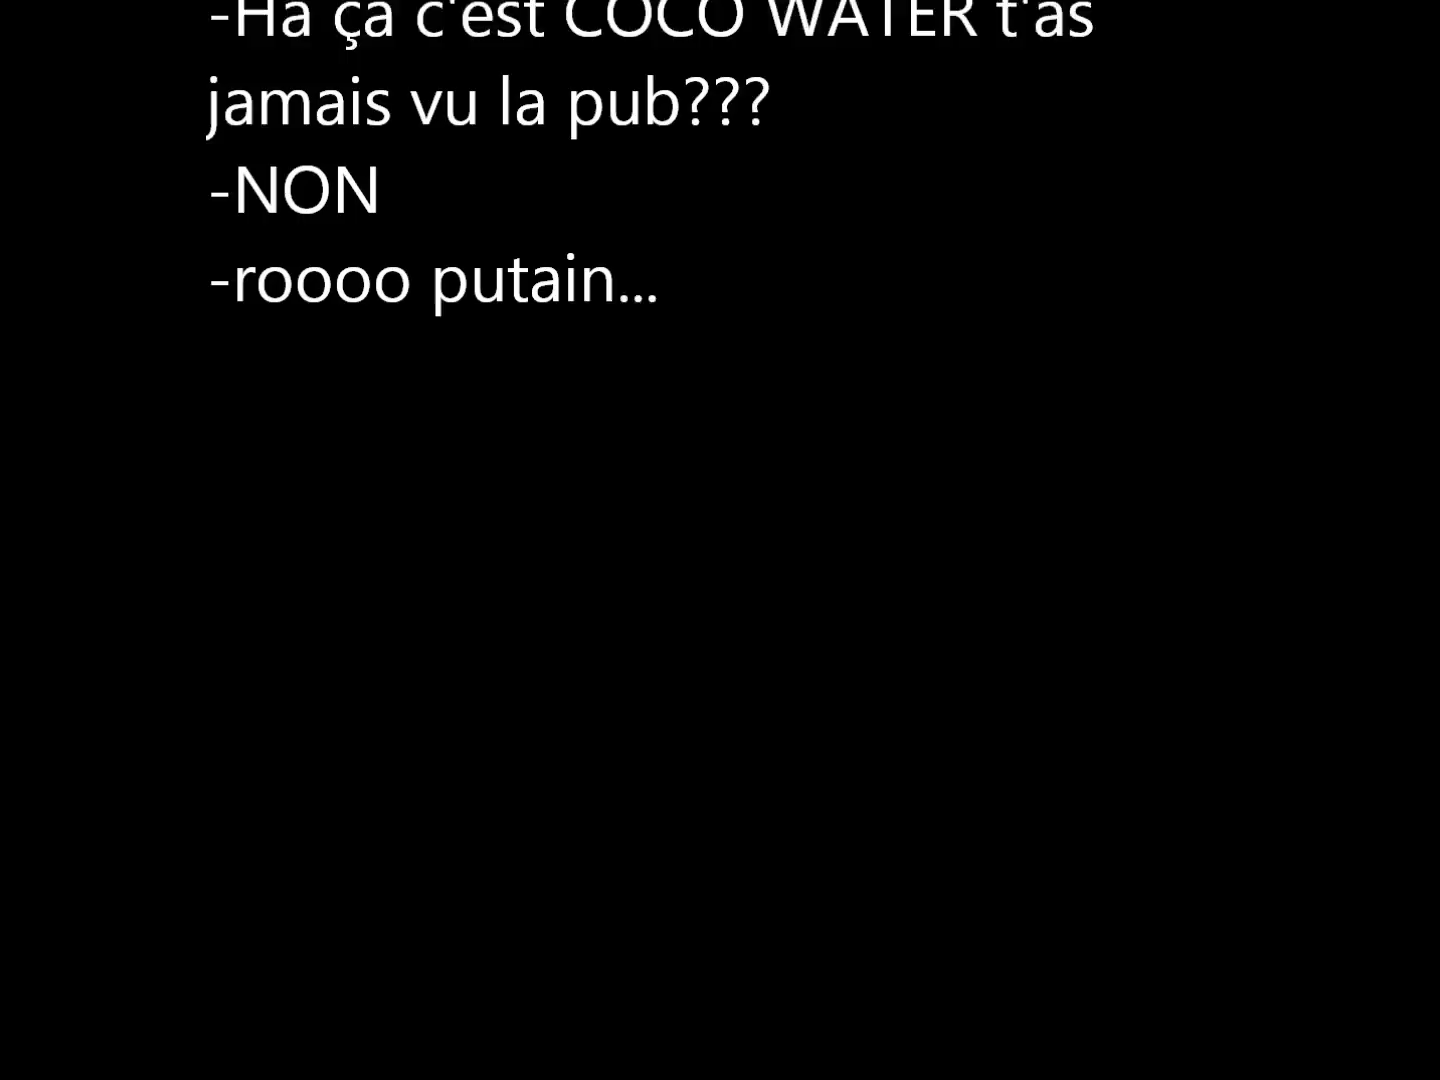 -Ha ça c'est COCO WATER t'as
jamais vu la pub???
-NON
-roooo putain...